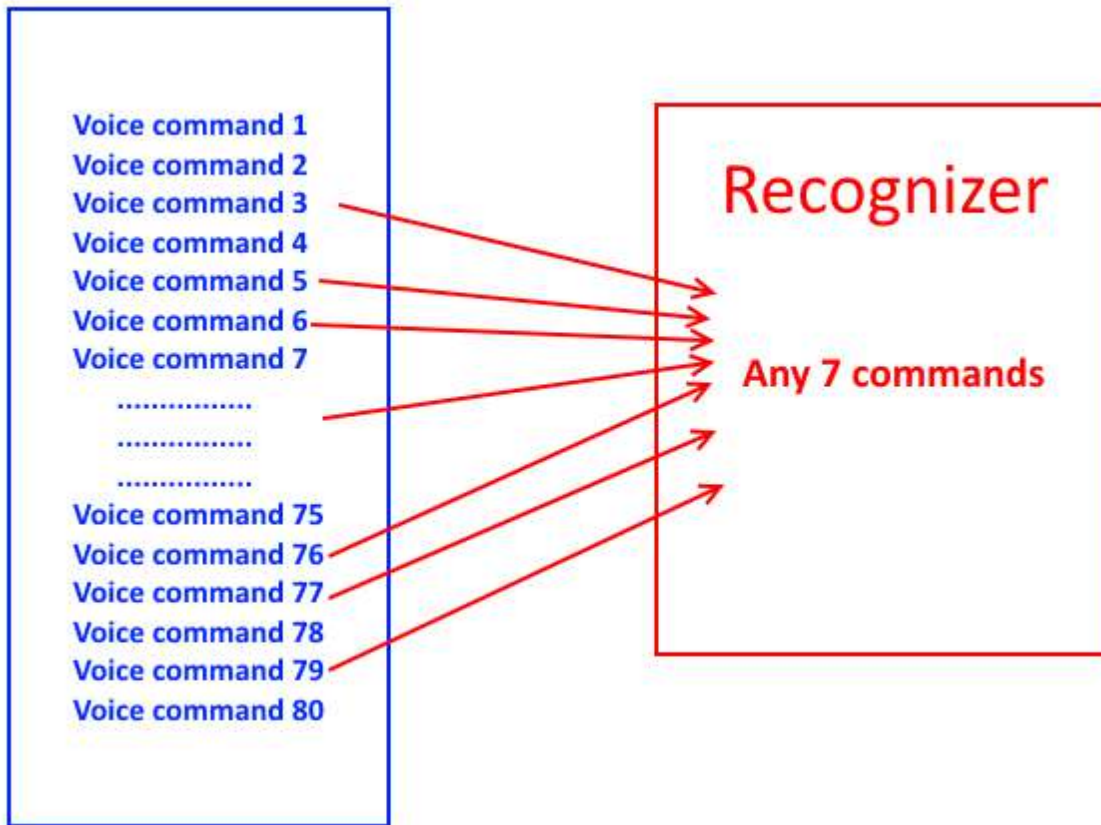 Voice command 1
Voice command 2
Voice command 3
Voice command 4
Voice command 5
Voice command 6
Voice command 7
................
................
................
Voice command 75
Voice command 76
Voice command 77
Voice command 78
Voice command 79
Voice command 80
Recognizer
Any 7 commands